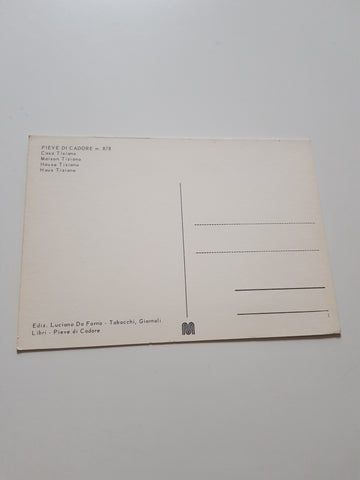 PIEVE DI CADORE m. 878
Casa Tiziano
Maison Tiziano
House Tiziano
Haus Tiziano
Ediz. Luciano De Forno - Tabacchi, Giornali
Libri - Pieve di Cadore